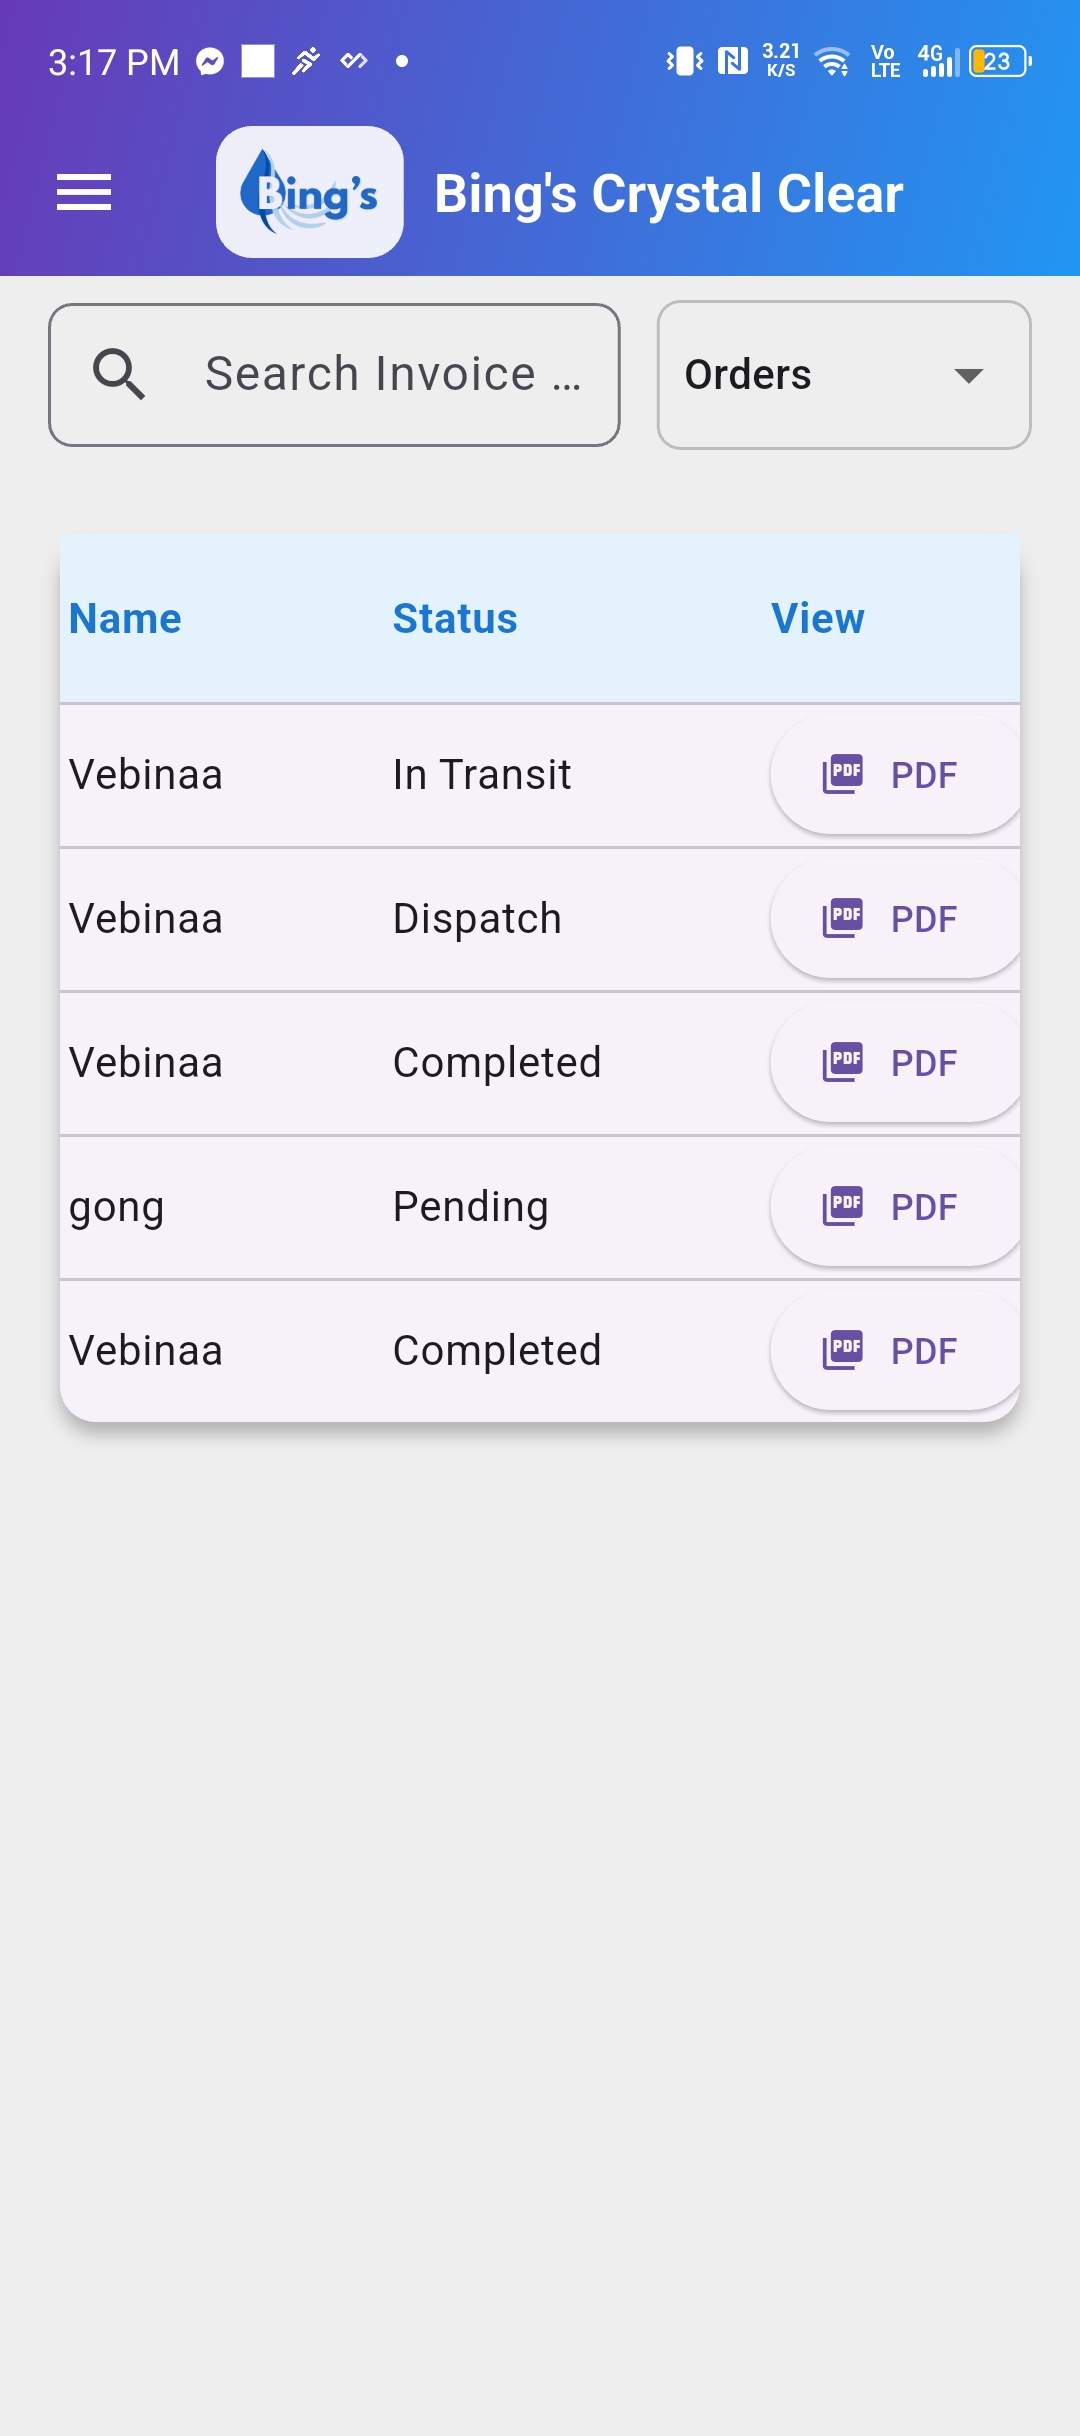 3:17 PM 3.21 K/S Vo LTE 4G 23
Bing's Bing's Crystal Clear
Search Invoice ... Orders
Name Status View
Vebinaa In Transit PDF PDF
Vebinaa Dispatch PDF PDF
Vebinaa Completed PDF PDF
gong Pending PDF PDF
Vebinaa Completed PDF PDF